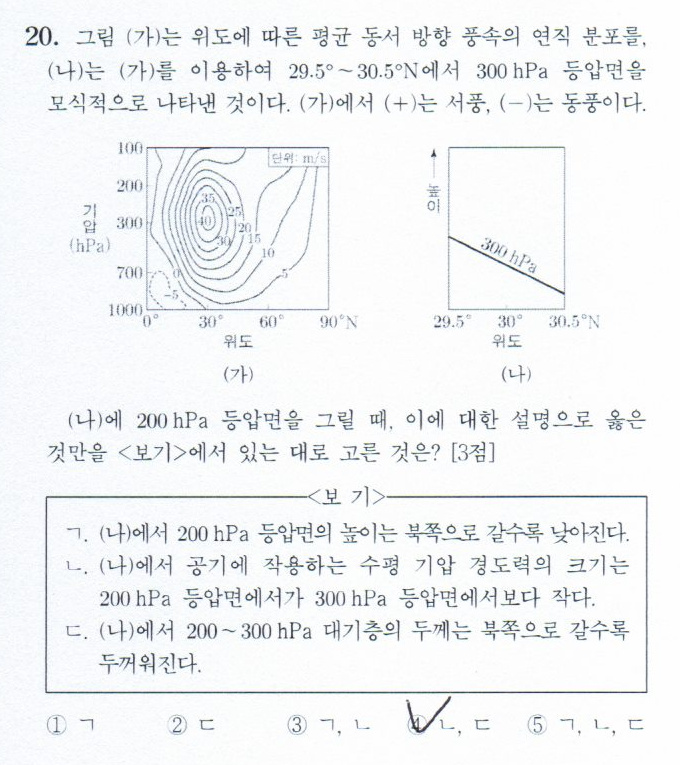 20. 그림 (가)는 위도에 따른 평균 동서 방향 풍속의 연직 분포를,
(나)는 (가)를 이용하여 29.5°~30.5°N에서 300 hPa 등압면을
모식적으로 나타낸 것이다. (가)에서 (+)는 서풍, (-)는 동풍이다.
100
200
300
700
1000
기압
(hPa)
단위: m/s
35
40
30
25
20
15
10
5
0
-5
0° 30° 60° 90°N
위도
(가)
높이
300 hPa
29.5° 30° 30.5°N
위도
(나)
(나)에 200 hPa 등압면을 그릴 때, 이에 대한 설명으로 옳은
것만을 <보기>에서 있는 대로 고른 것은? [3점]
<보 기>
ㄱ. (나)에서 200 hPa 등압면의 높이는 북쪽으로 갈수록 낮아진다.
ㄴ. (나)에서 공기에 작용하는 수평 기압 경도력의 크기는
200 hPa 등압면에서가 300 hPa 등압면에서보다 작다.
ㄷ. (나)에서 200~300 hPa 대기층의 두께는 북쪽으로 갈수록
두꺼워진다.
① ㄱ ② ㄷ ③ ㄱ, ㄴ ④ ㄴ, ㄷ ⑤ ㄱ, ㄴ, ㄷ